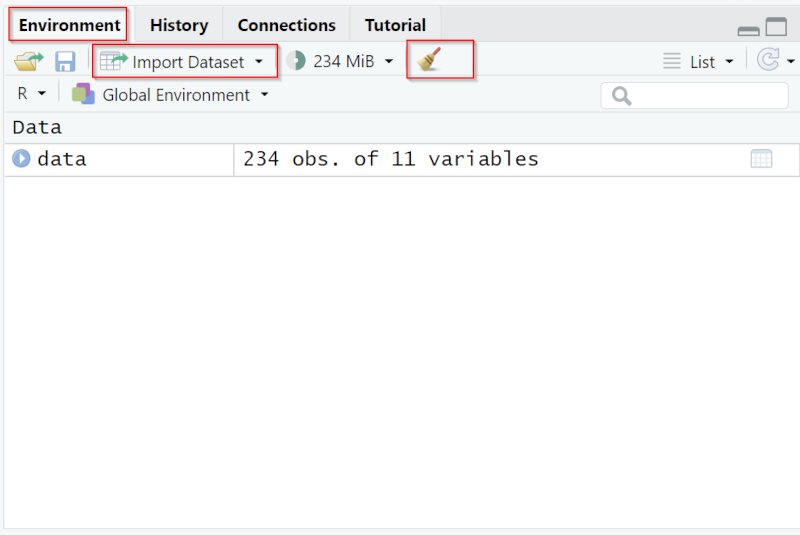 Environment History Connections Tutorial
Import Dataset 234 MiB List
R Global Environment
Data
data 234 obs. of 11 variables